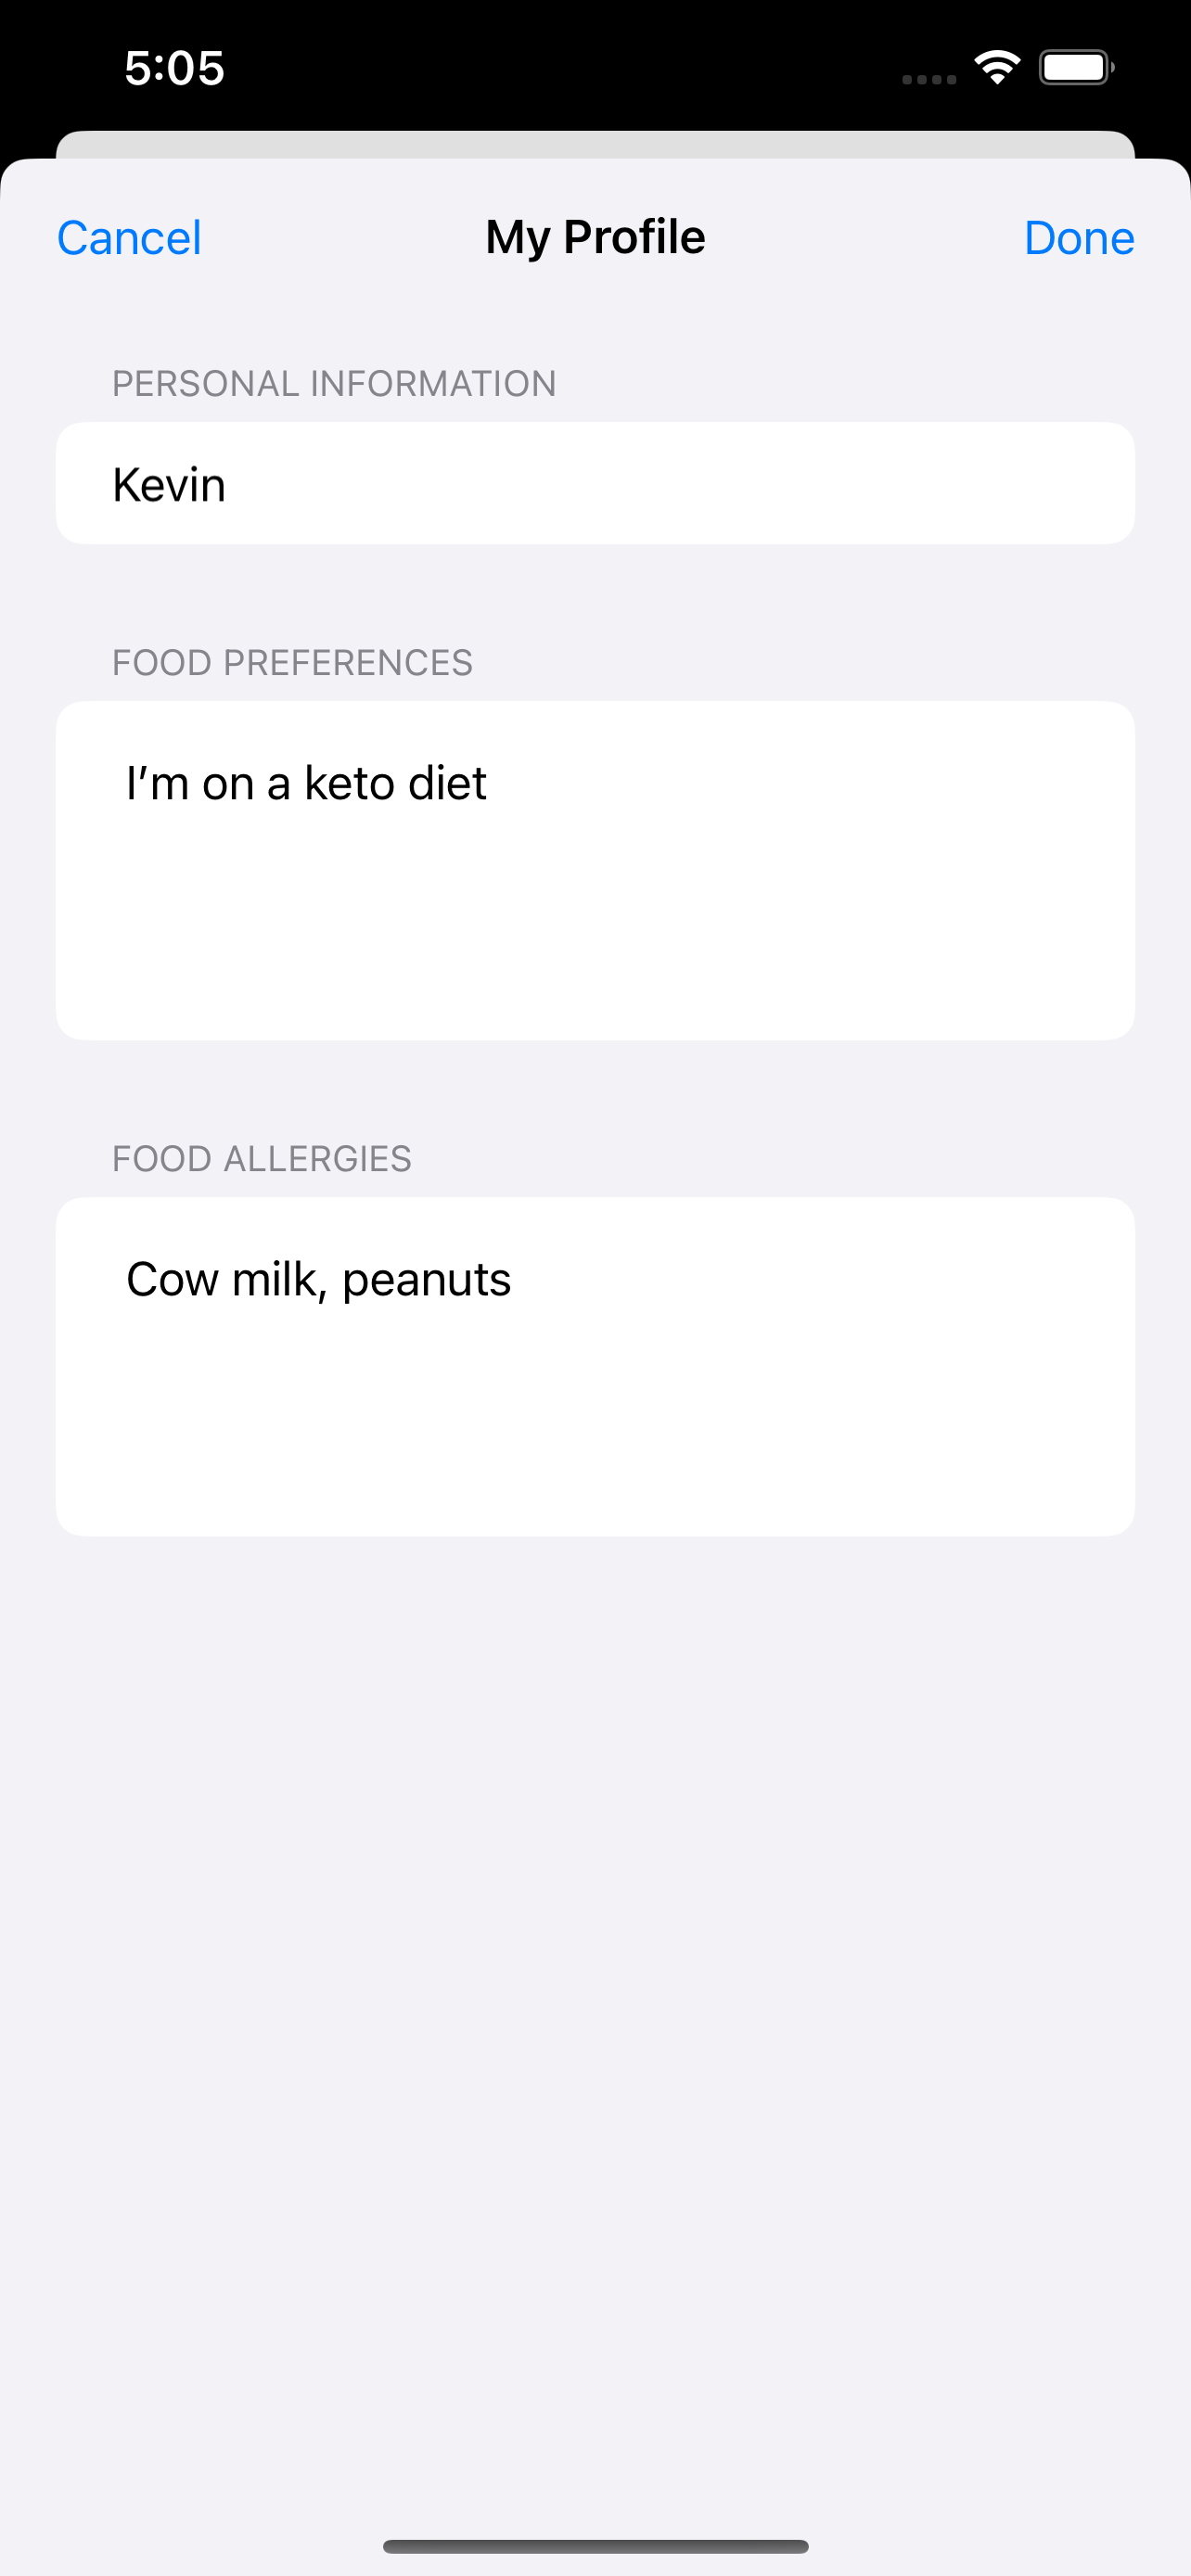 5:05
Cancel My Profile Done
PERSONAL INFORMATION
Kevin
FOOD PREFERENCES
I’m on a keto diet
FOOD ALLERGIES
Cow milk, peanuts